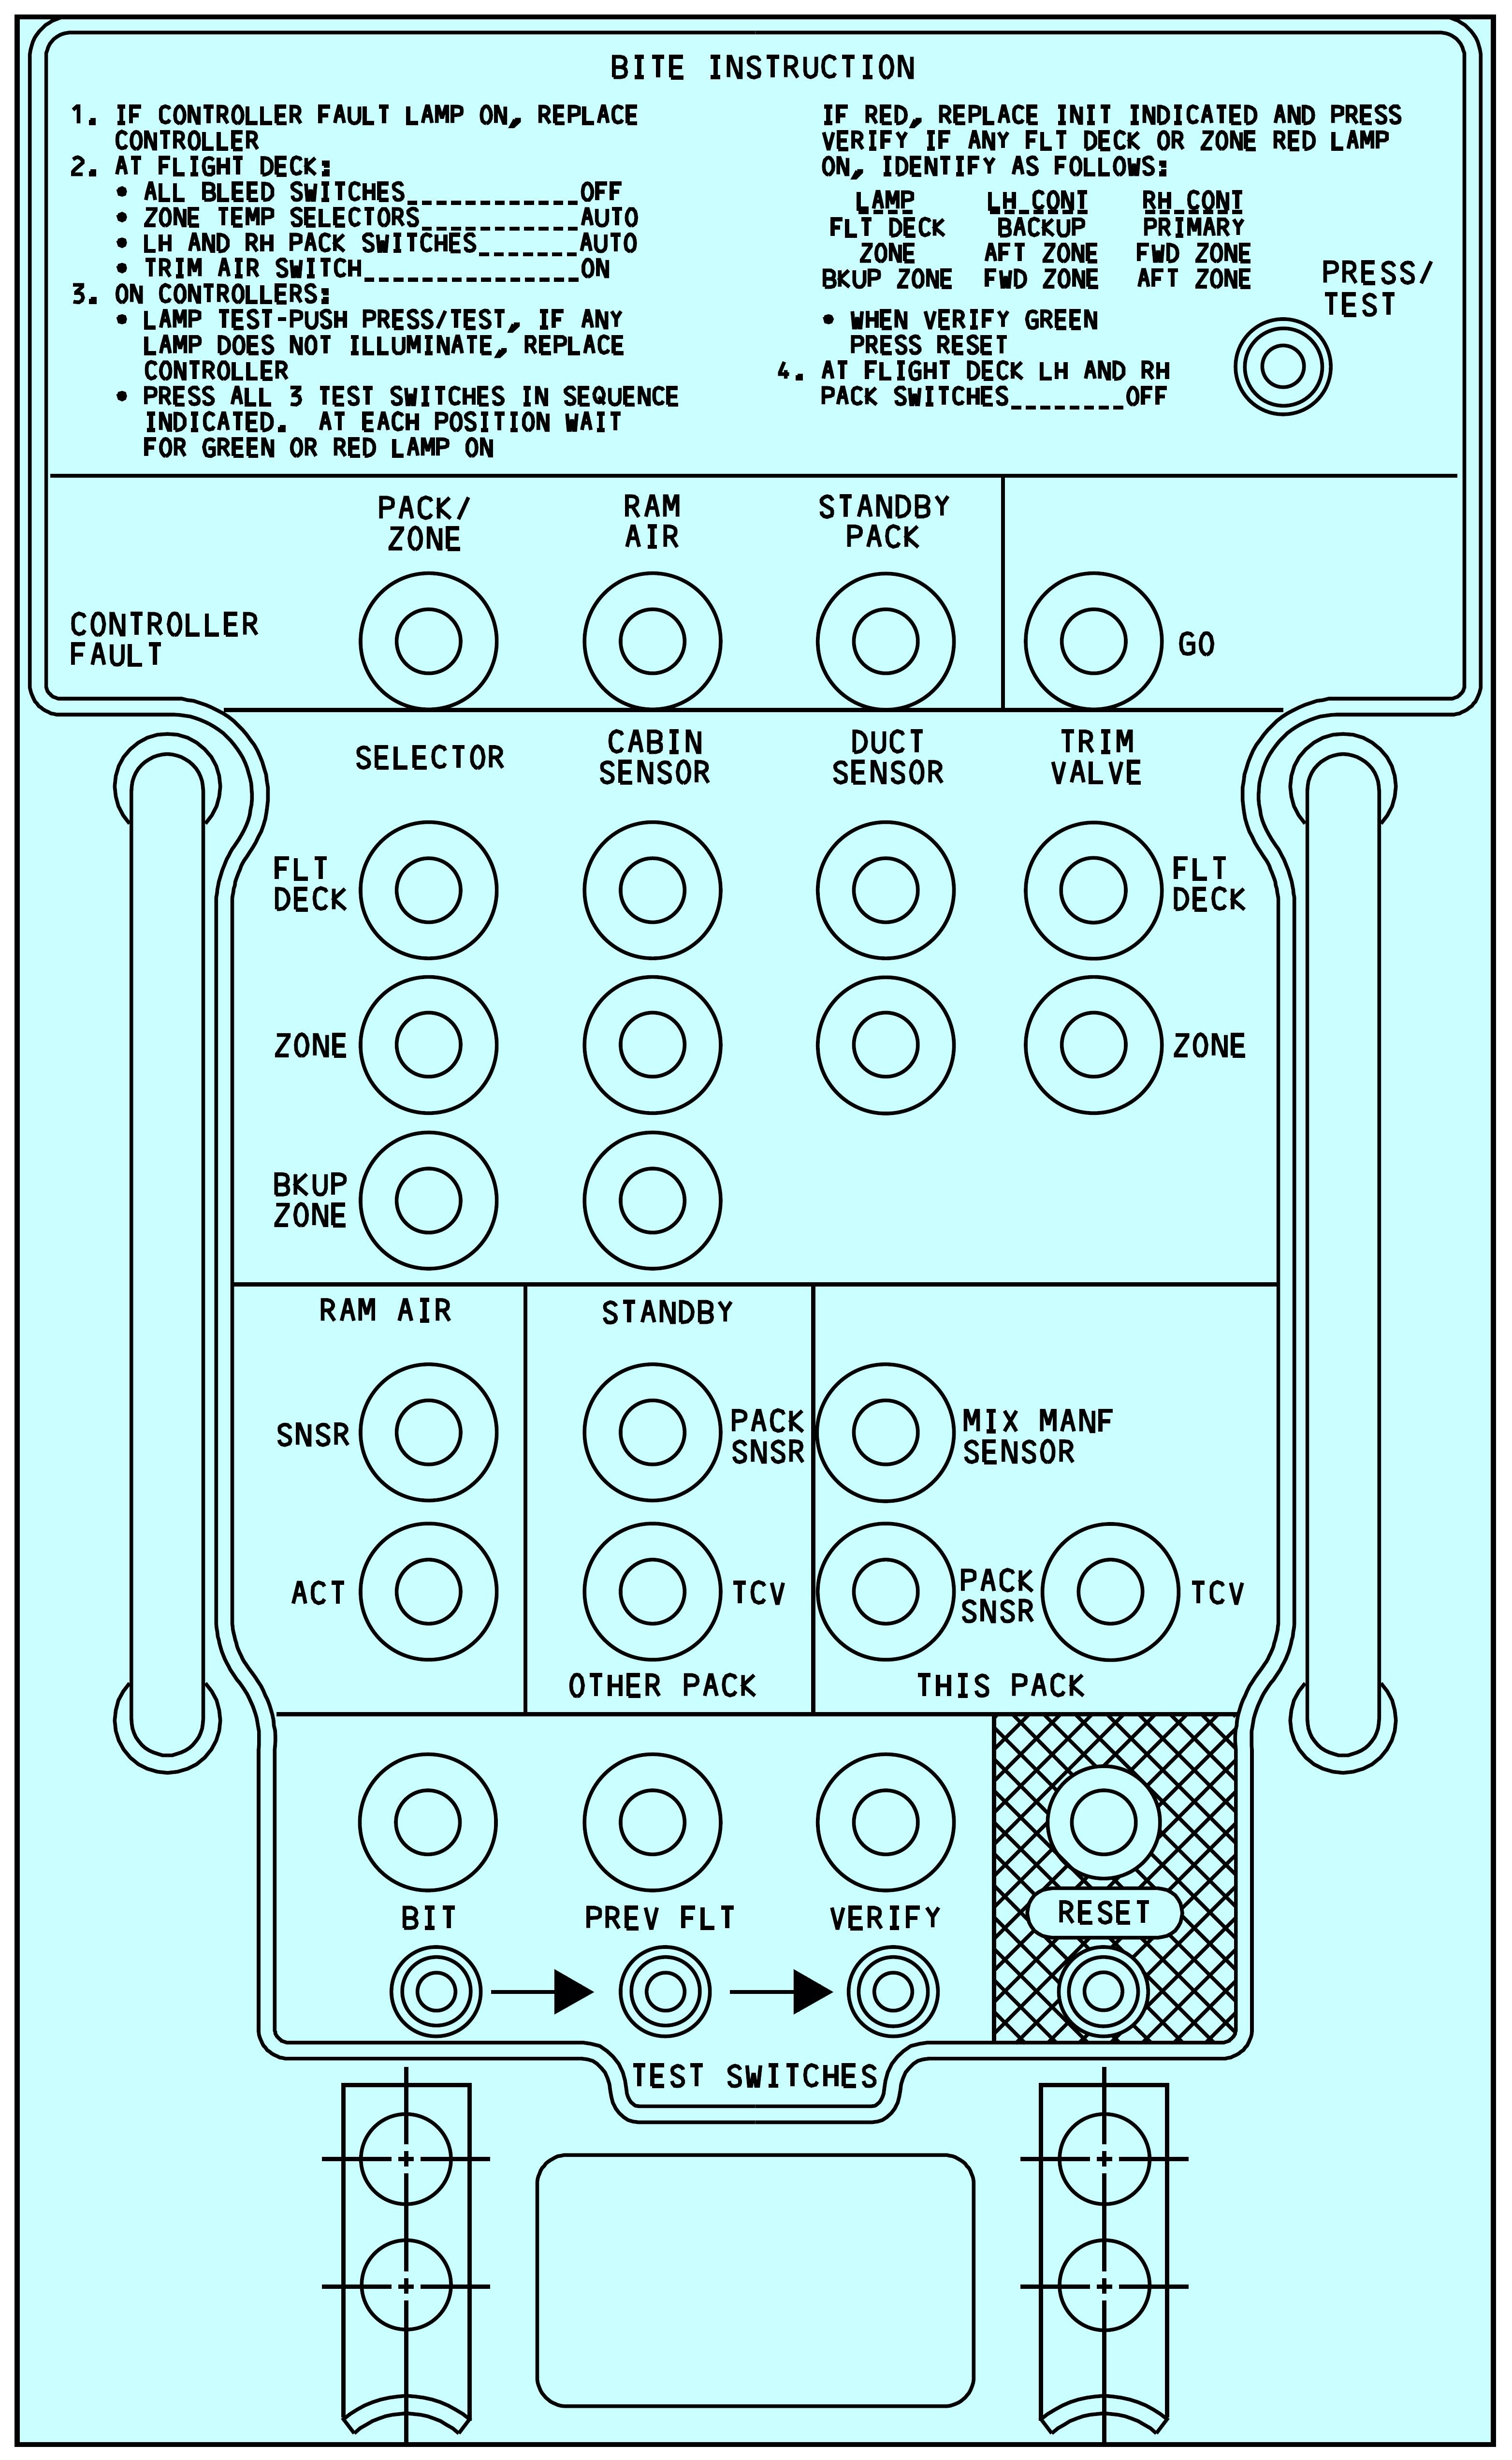 BITE INSTRUCTION
1. IF CONTROLLER FAULT LAMP ON, REPLACE
CONTROLLER
2. AT FLIGHT DECK:
• ALL BLEED SWITCHES____________OFF
• ZONE TEMP SELECTORS___________AUTO
• LH AND RH PACK SWITCHES_______AUTO
• TRIM AIR SWITCH_______________ON
3. ON CONTROLLERS:
• LAMP TEST-PUSH PRESS/TEST, IF ANY
LAMP DOES NOT ILLUMINATE, REPLACE
CONTROLLER
• PRESS ALL 3 TEST SWITCHES IN SEQUENCE
INDICATED. AT EACH POSITION WAIT
FOR GREEN OR RED LAMP ON
IF RED, REPLACE INIT INDICATED AND PRESS
VERIFY IF ANY FLT DECK OR ZONE RED LAMP
ON, IDENTIFY AS FOLLOWS:
LAMP LH CONT RH CONT
FLT DECK BACKUP PRIMARY
ZONE AFT ZONE FWD ZONE
BKUP ZONE FWD ZONE AFT ZONE
• WHEN VERIFY GREEN
PRESS RESET
4. AT FLIGHT DECK LH AND RH
PACK SWITCHES________OFF
PRESS/
TEST
PACK/
ZONE
RAM
AIR
STANDBY
PACK
CONTROLLER
FAULT
GO
SELECTOR
CABIN
SENSOR
DUCT
SENSOR
TRIM
VALVE
FLT
DECK
FLT
DECK
ZONE
ZONE
BKUP
ZONE
RAM AIR
STANDBY
SNSR
PACK
SNSR
MIX MANF
SENSOR
ACT
TCV
PACK
SNSR
TCV
OTHER PACK
THIS PACK
BIT
PREV FLT
VERIFY
RESET
TEST SWITCHES